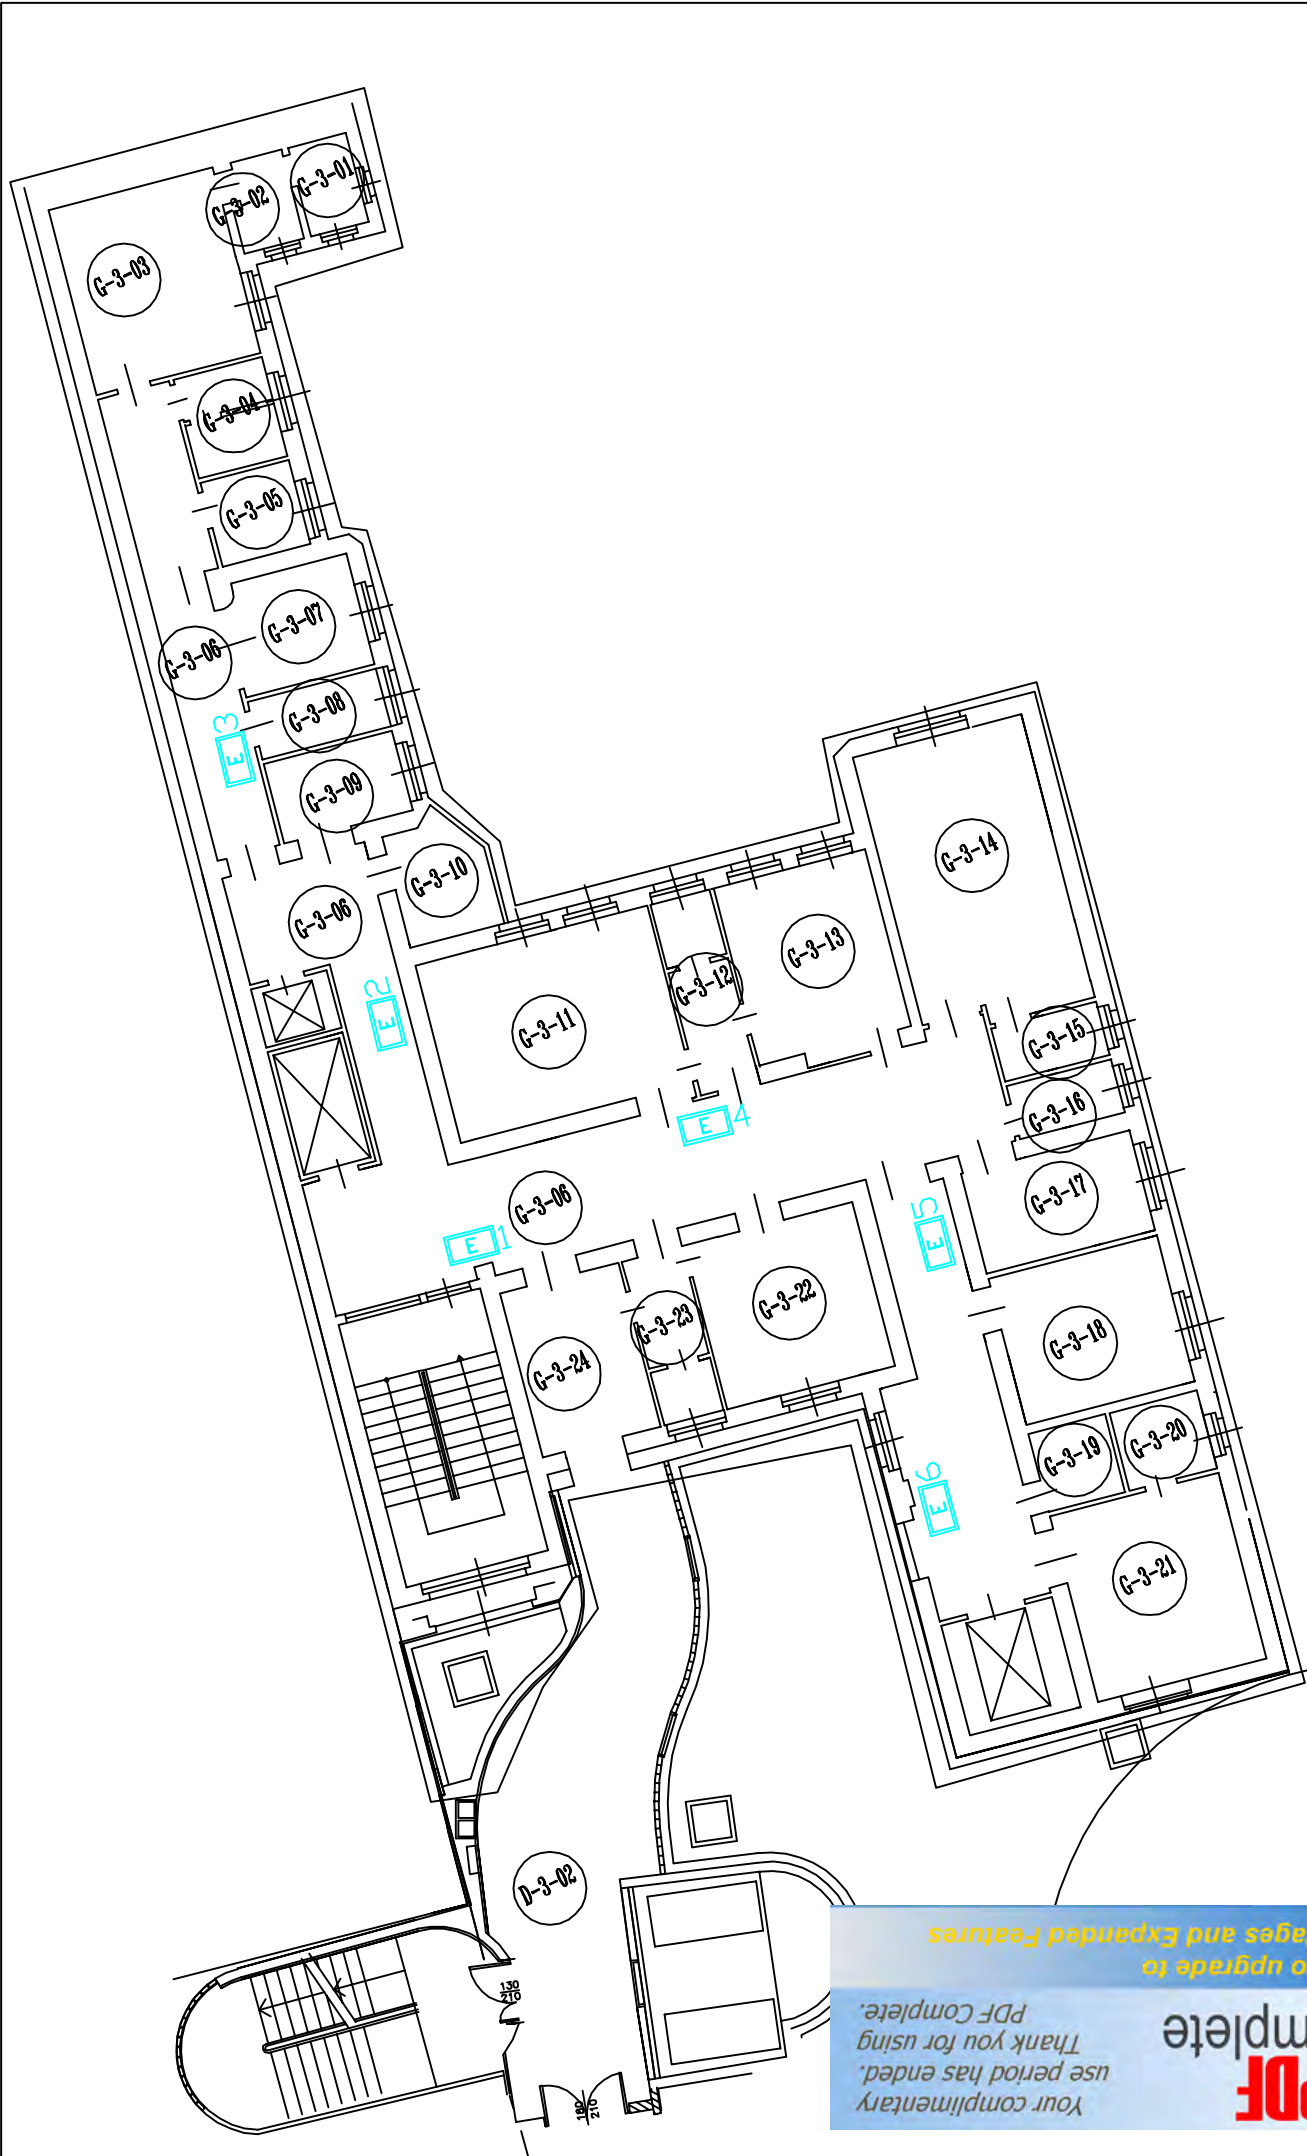 G-3-01
G-3-02
G-3-03
G-3-04
G-3-05
G-3-07
G-3-06
G-3-08
E 3
G-3-09
G-3-10
G-3-06
E 2
G-3-11
G-3-12
G-3-13
G-3-14
G-3-15
G-3-16
E 4
G-3-17
G-3-06
E 1
E 5
G-3-22
G-3-23
G-3-18
G-3-24
G-3-19
G-3-20
E 6
G-3-21
D-3-02
130
210
180
210
Your complimentary
use period has ended.
Thank you for using
PDF Complete.
PDF
mplete
o upgrade to
ages and Expanded Features